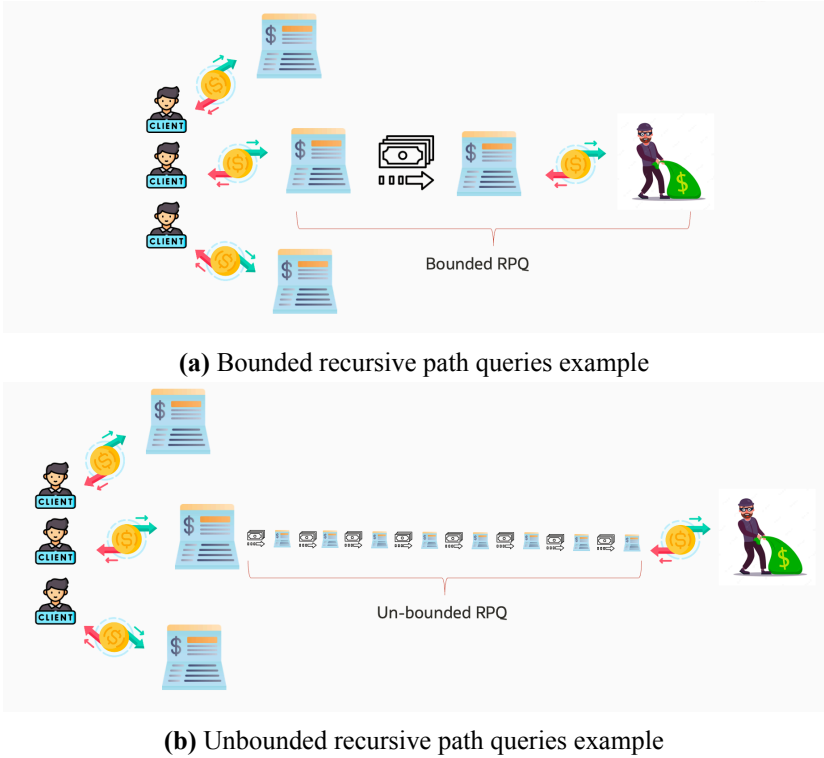 $
CLIENT
$
CLIENT
$
$
$
$
$
CLIENT
$
$
Bounded RPQ
(a) Bounded recursive path queries example
$
$
CLIENT
$
CLIENT
$
$
$
$
CLIENT
$
$
Un-bounded RPQ
(b) Unbounded recursive path queries example